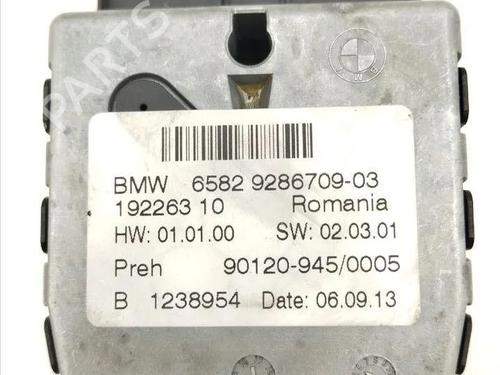 BMW 6582 9286709-03
192263 10 Romania
HW: 01.01.00 SW: 02.03.01
Preh 90120-945/0005
B 1238954 Date: 06.09.13